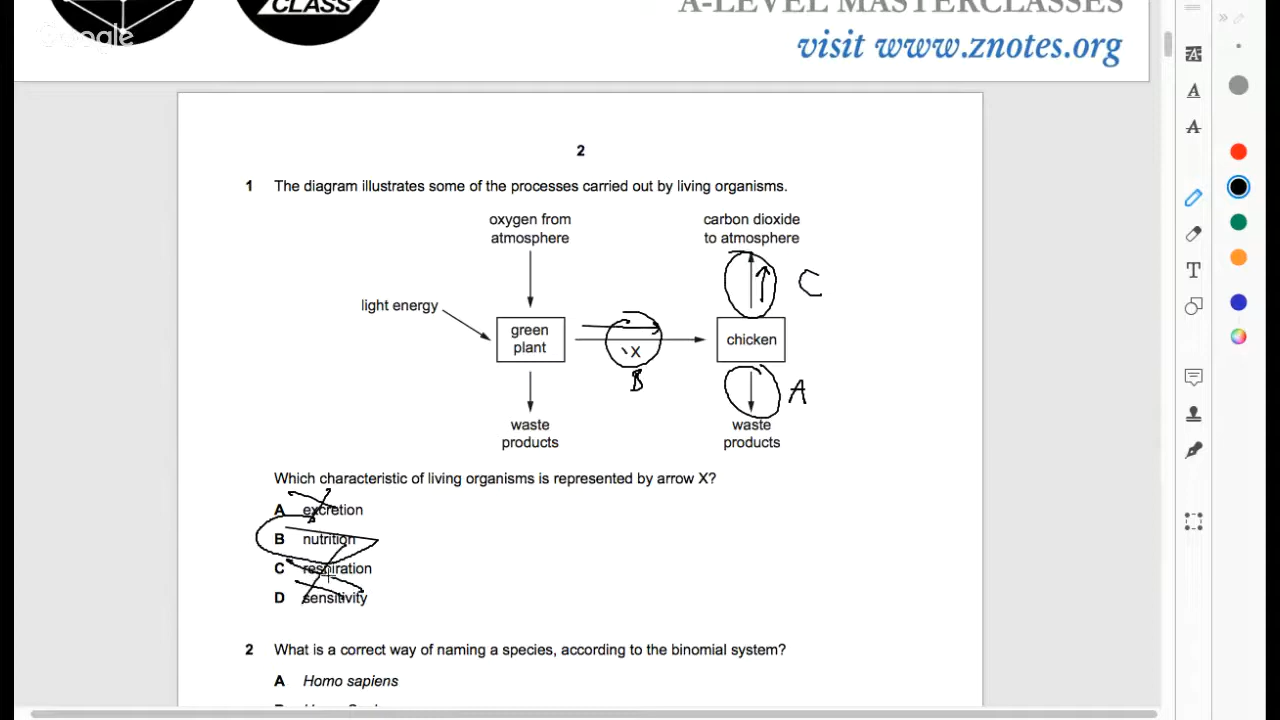 CLASS
A-LEVEL MASTERCLASSES
Google
visit www.znotes.org
2
1 The diagram illustrates some of the processes carried out by living organisms.
oxygen from
atmosphere
carbon dioxide
to atmosphere
C
light energy
green
plant
X
B
chicken
A
waste
products
waste
products
Which characteristic of living organisms is represented by arrow X?
A excretion
B nutrition
C respiration
D sensitivity
2 What is a correct way of naming a species, according to the binomial system?
A Homo sapiens